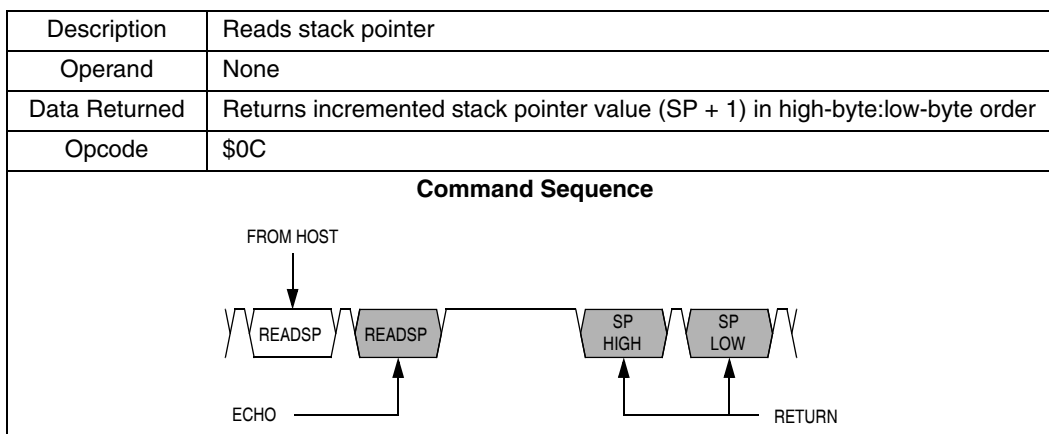 Description Reads stack pointer
Operand None
Data Returned Returns incremented stack pointer value (SP + 1) in high-byte:low-byte order
Opcode $0C
Command Sequence
FROM HOST
READSP READSP SP HIGH SP LOW
ECHO RETURN